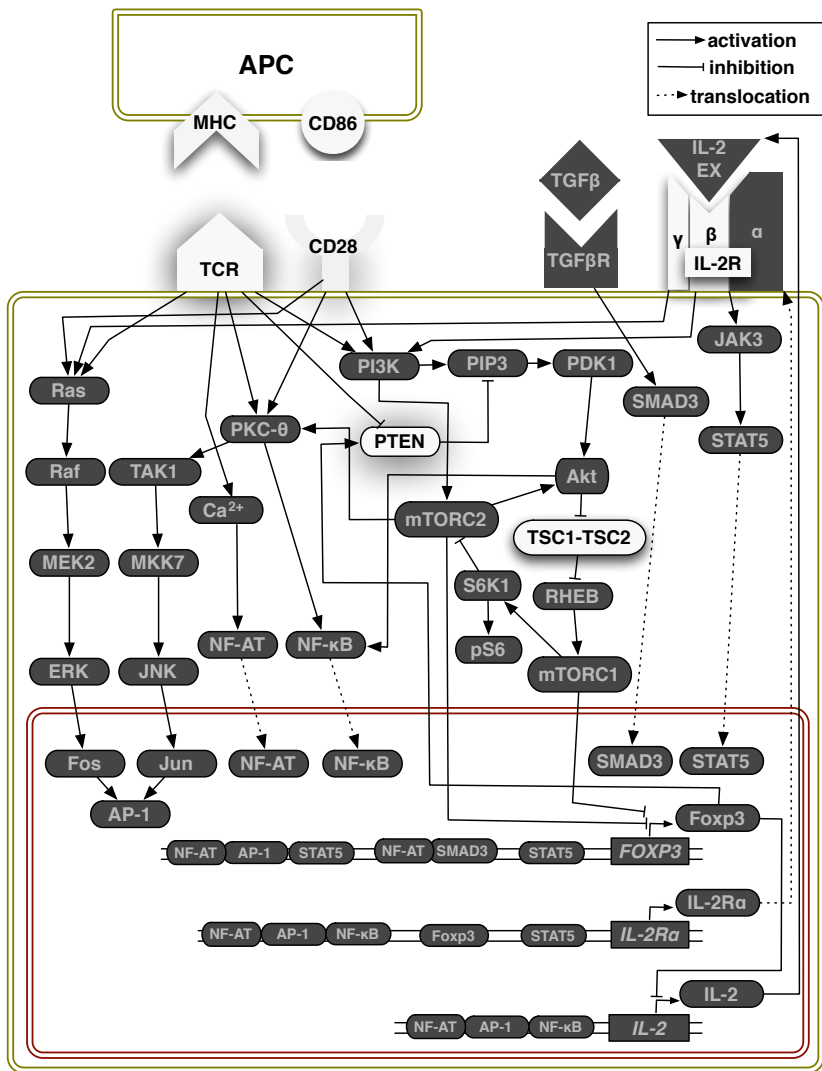 APC
activation
inhibition
translocation
MHC
CD86
IL-2
EX
TGFβ
TCR
CD28
TGFβR
γ
β
α
IL-2R
Ras
PI3K
PIP3
PDK1
JAK3
SMAD3
PKC-θ
PTEN
STAT5
Raf
TAK1
Akt
Ca2+
mTORC2
TSC1-TSC2
MEK2
MKK7
S6K1
RHEB
NF-AT
NF-κB
pS6
ERK
JNK
mTORC1
Fos
Jun
NF-AT
NF-κB
SMAD3
STAT5
AP-1
Foxp3
NF-AT
AP-1
STAT5
NF-AT
SMAD3
STAT5
FOXP3
IL-2Rα
NF-AT
AP-1
NF-κB
Foxp3
STAT5
IL-2Rα
IL-2
NF-AT
AP-1
NF-κB
IL-2